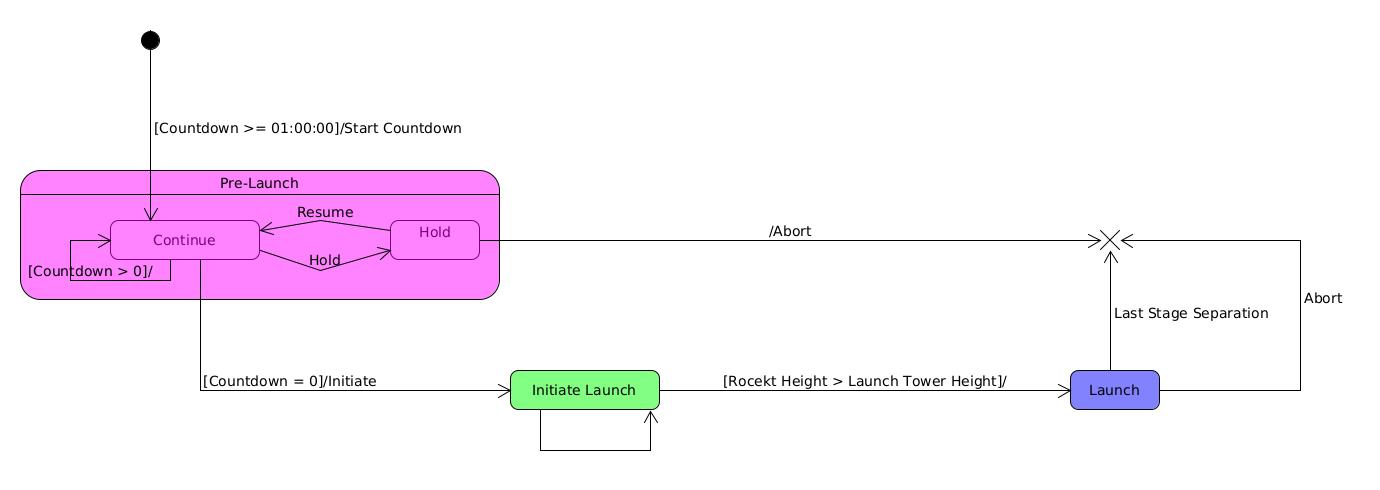 [Countdown >= 01:00:00]/Start Countdown
Pre-Launch
Resume
Continue
Hold
/Abort
Hold
[Countdown > 0]/
Abort
Last Stage Separation
[Countdown = 0]/Initiate
[Rocekt Height > Launch Tower Height]/
Initiate Launch
Launch